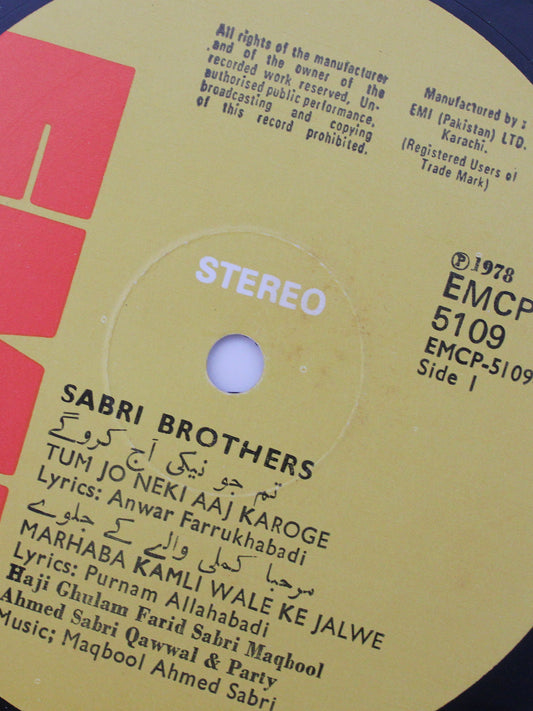 All rights of the manufacturer
and of the owner of the
recorded work reserved. Un-
authorised public performance,
broadcasting and copying
of this record prohibited.
Manufactured by :
EMI (Pakistan) LTD.
Karachi.
(Registered Users of
Trade Mark)
STEREO
Ⓟ1978
EMCP
5109
EMCP-5109
Side 1
SABRI BROTHERS
تم جو نیکی آج کروگے
TUM JO NEKI AAJ KAROGE
Lyrics: Anwar Farrukhabadi
مرحبا کملی والے کے جلوے
MARHABA KAMLI WALE KE JALWE
Lyrics: Purnam Allahabadi
Haji Ghulam Farid Sabri Maqbool
Ahmed Sabri Qawwal & Party
Music; Maqbool Ahmed Sabri